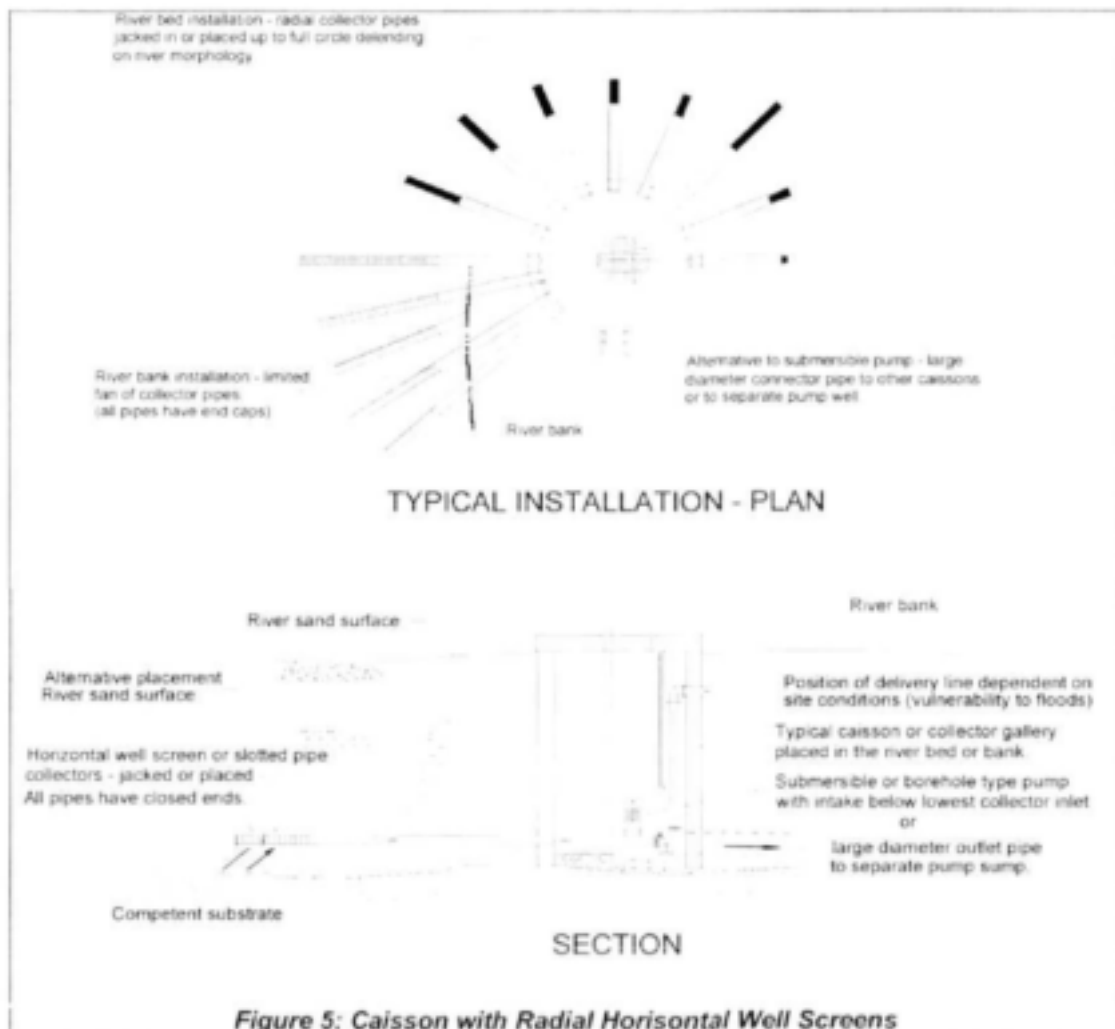 River bed installation - radial collector pipes
jacked in or placed up to full circle delending
on river morphology
River bank installation - limited
fan of collector pipes
(all pipes have end caps)
River bank
Alternative to submersible pump - large
diameter connector pipe to other caissons
or to separate pump well
TYPICAL INSTALLATION - PLAN
River sand surface
River bank
Alternative placement
River sand surface
Horizontal well screen or slotted pipe
collectors - jacked or placed
All pipes have closed ends.
Competent substrate
Position of delivery line dependent on
site conditions (vulnerability to floods)
Typical caisson or collector gallery
placed in the river bed or bank.
Submersible or borehole type pump
with intake below lowest collector inlet
or
large diameter outlet pipe
to separate pump sump.
SECTION
Figure 5: Caisson with Radial Horisontal Well Screens